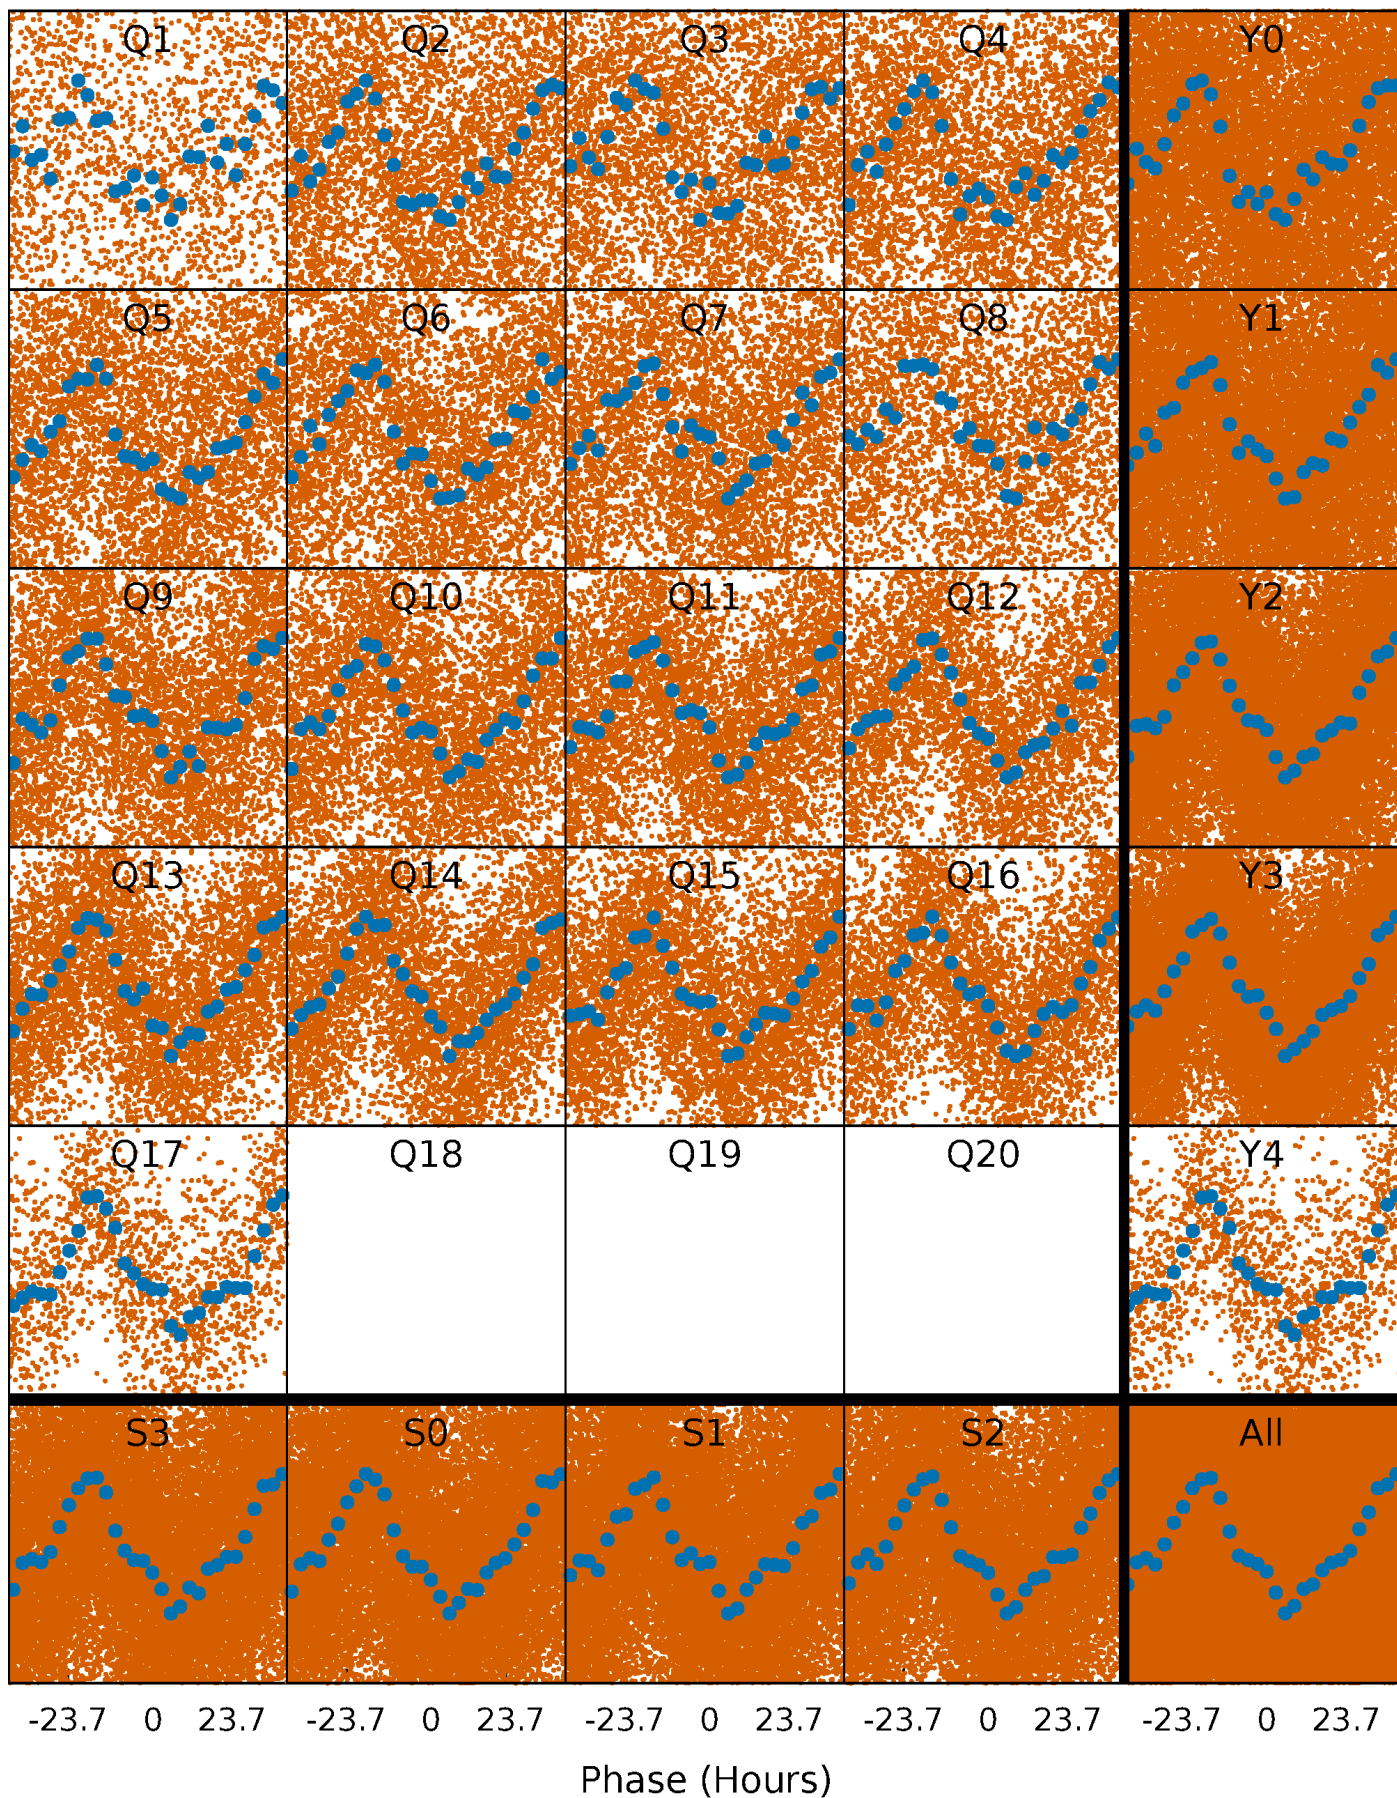 Q1 Q2 Q3 Q4 Y0
Q5 Q6 Q7 Q8 Y1
Q9 Q10 Q11 Q12 Y2
Q13 Q14 Q15 Q16 Y3
Q17 Q18 Q19 Q20 Y4
S3 S0 S1 S2 All
-23.7 0 23.7 -23.7 0 23.7 -23.7 0 23.7 -23.7 0 23.7 -23.7 0 23.7
Phase (Hours)